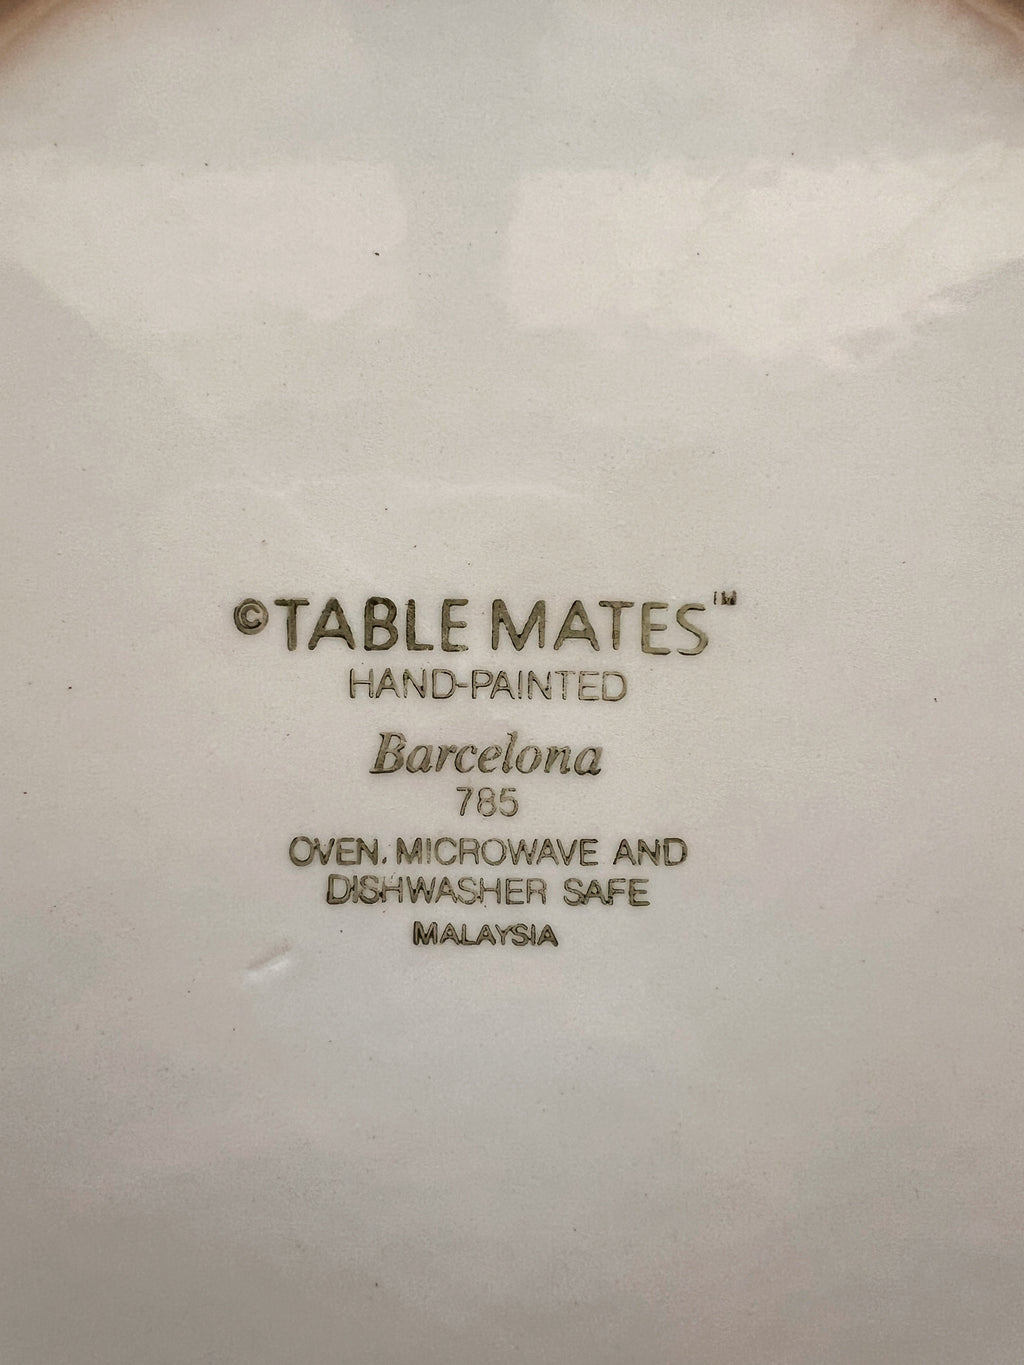 ©TABLE MATES™
HAND-PAINTED
Barcelona
785
OVEN, MICROWAVE AND
DISHWASHER SAFE
MALAYSIA